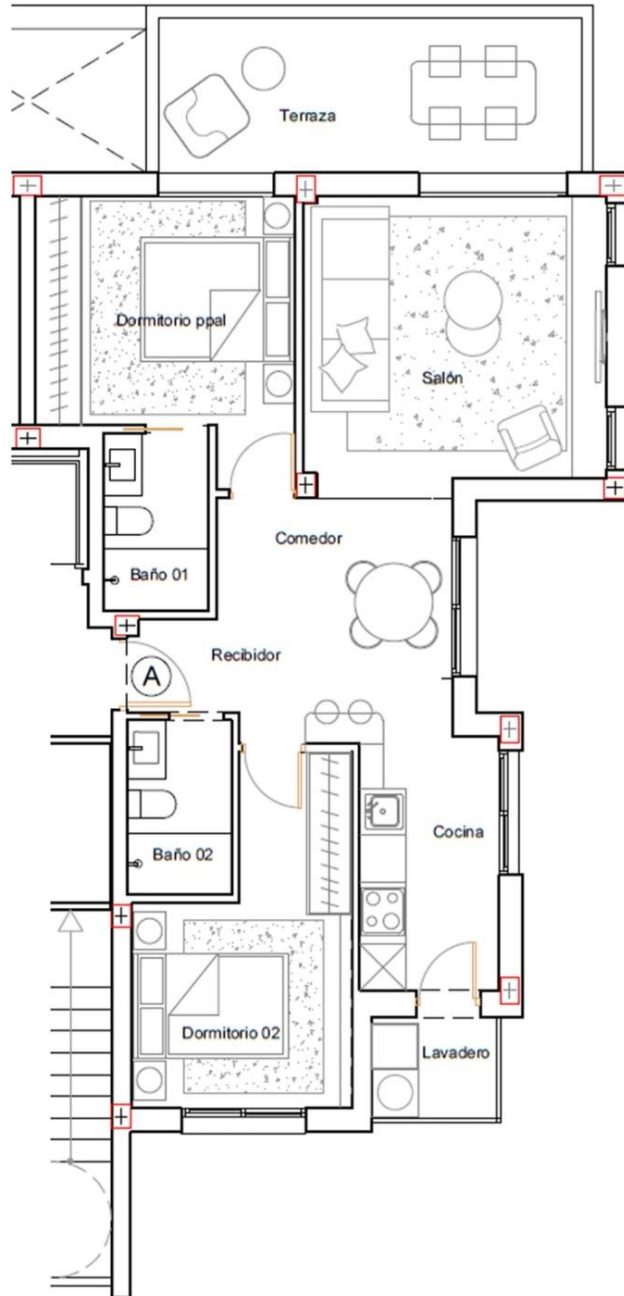 Terraza
Dormitorio ppal
Salón
Comedor
Baño 01
Recibidor
A
Cocina
Baño 02
Dormitorio 02
Lavadero